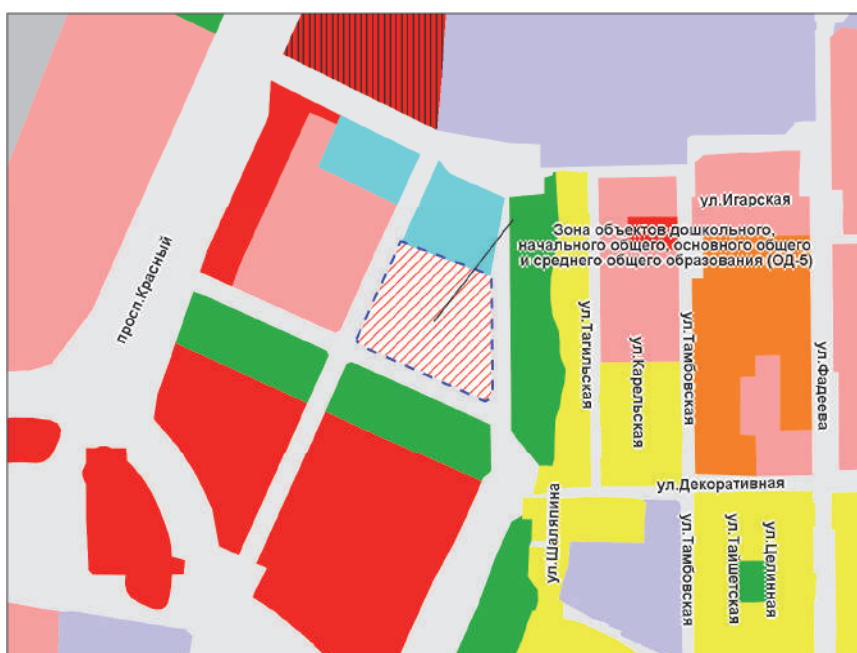 ул.Игарская
Зона объектов дошкольного,
начального общего, основного общего
и среднего общего образования (ОД-5)
просп.Красный
ул.Тагильская
ул.Карельская
ул.Тамбовская
ул.Фадеева
ул.Декоративная
ул.Шаляпина
ул.Тамбовская
ул.Тайшетская
ул.Целинная